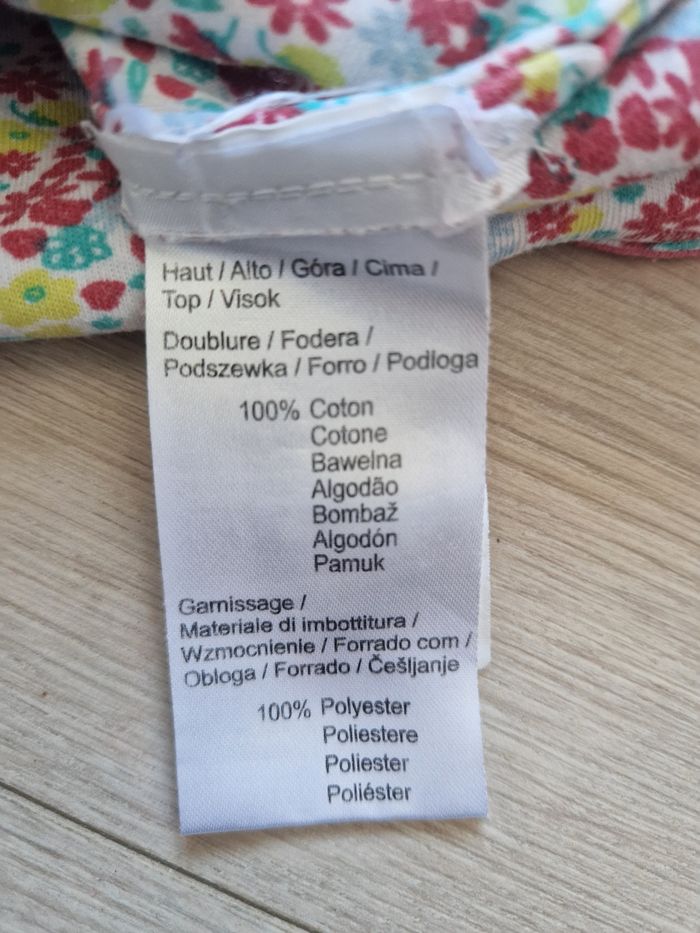 Haut / Alto / Góra / Cima /
Top / Visok
Doublure / Fodera /
Podszewka / Forro / Podloga
100% Coton
Cotone
Bawelna
Algodão
Bombaž
Algodón
Pamuk
Garnissage /
Materiale di imbottitura /
Wzmocnienie / Forrado com /
Obloga / Forrado / Češljanje
100% Polyester
Poliestere
Poliester
Poliéster